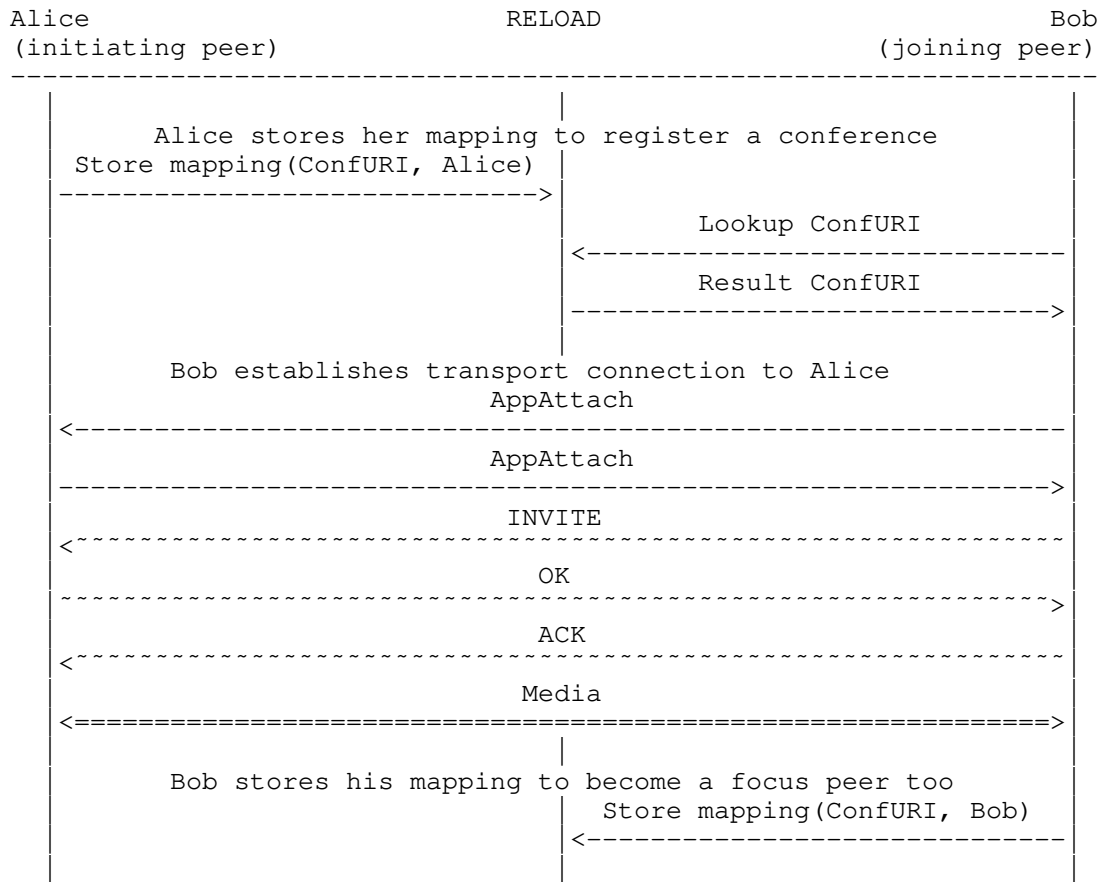 Alice RELOAD Bob
(initiating peer) (joining peer)
Alice stores her mapping to register a conference
Store mapping(ConfURI, Alice)
Lookup ConfURI
Result ConfURI
Bob establishes transport connection to Alice
AppAttach
AppAttach
INVITE
OK
ACK
Media
Bob stores his mapping to become a focus peer too
Store mapping(ConfURI, Bob)